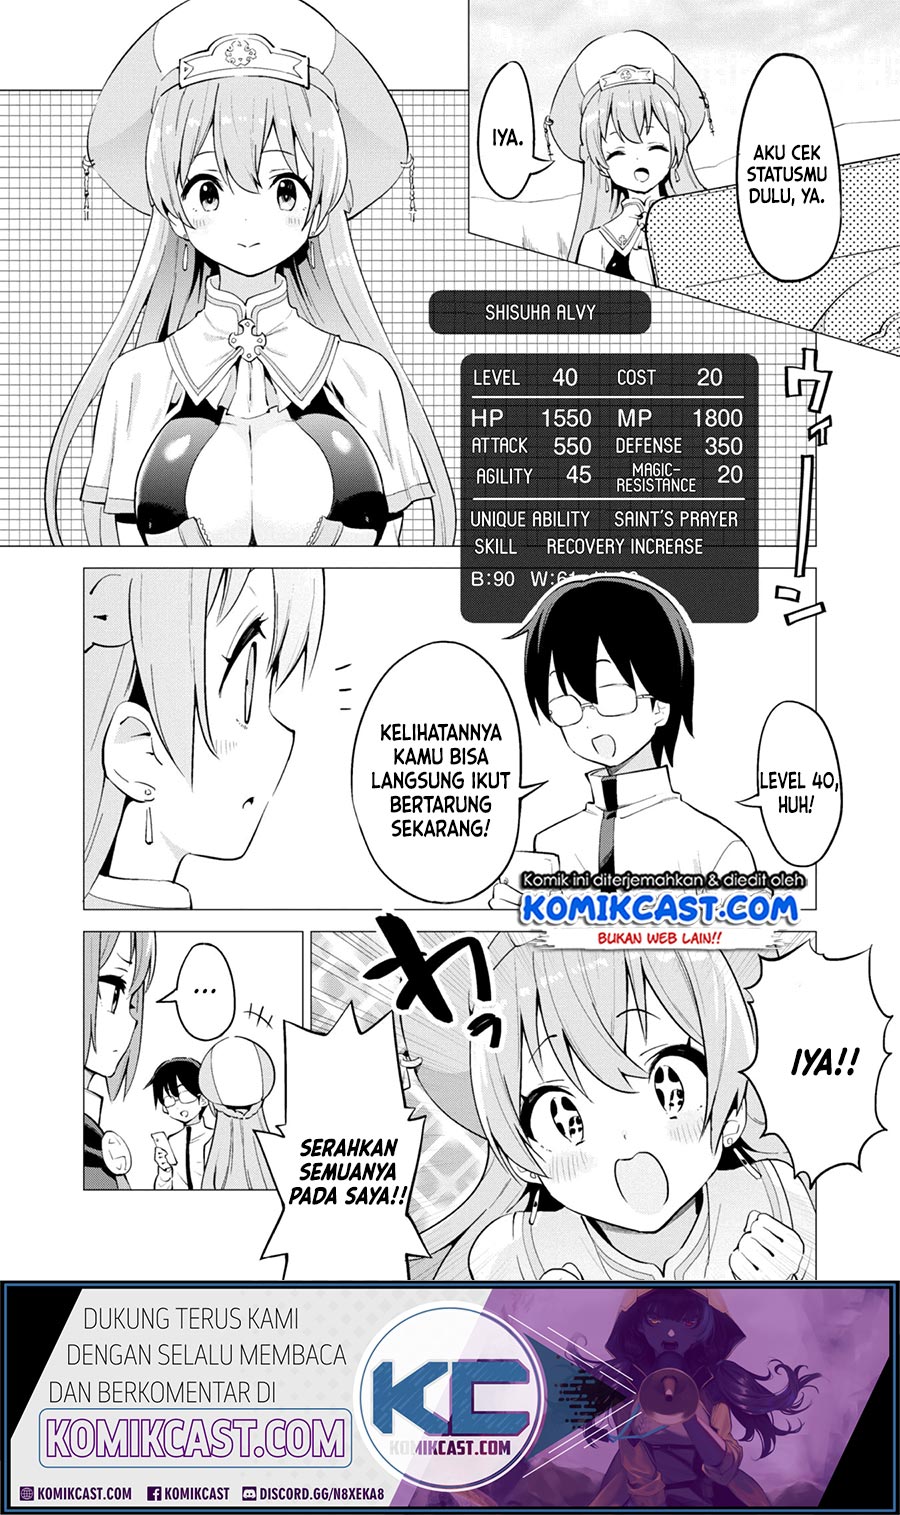 AKU CEK
STATUSMU
DULU, YA.
IYA.
SHISUHA ALVY
ウィーン
LEVEL 40 COST 20
HP 1550 MP 1800
ATTACK 550 DEFENSE 350
AGILITY 45 MAGIC-
RESISTANCE 20
UNIQUE ABILITY SAINT'S PRAYER
SKILL RECOVERY INCREASE
B:90 W:61
LEVEL 40,
HUH!
KELIHATANNYA
KAMU BISA
LANGSUNG IKUT
BERTARUNG
SEKARANG!
Komik ini diterjemahkan & diedit oleh
KOMIKCAST.COM
BUKAN WEB LAIN!!
IYA!!
SERAHKAN
SEMUANYA
PADA SAYA!!
...
DUKUNG TERUS KAMI
DENGAN SELALU MEMBACA
DAN BERKOMENTAR DI
KOMIKCAST.COM
KOMIKCAST.COM KOMIKCAST DISCORD.GG/N8XEKA8
KC
KOMIKCAST.COM